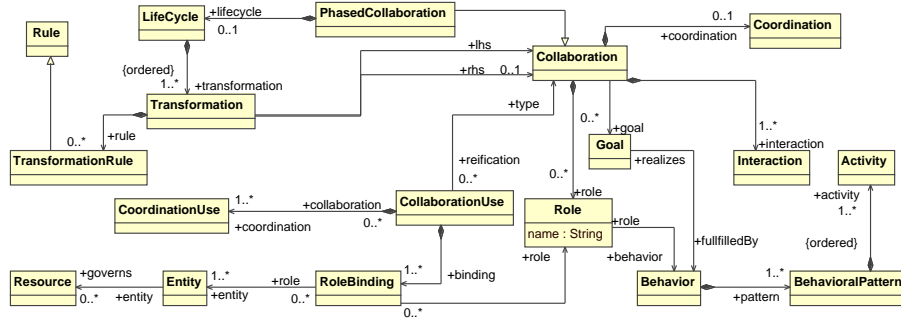 LifeCycle
+lifecycle
0..1
PhasedCollaboration
0..1
+coordination
Coordination
Rule
+lhs
Collaboration
+rhs
0..1
{ordered}
1..*
+transformation
Transformation
+type
0..*
+goal
1..*
+interaction
0..*
+rule
Goal
+realizes
TransformationRule
+reification
0..*
0..*
+role
Interaction
Activity
+activity
1..*
CoordinationUse
1..*
+collaboration
+coordination
0..*
CollaborationUse
Role
name : String
+role
+role
+behavior
+fullfilledBy
{ordered}
1..*
+binding
Resource
+governs
+entity
0..*
Entity
1..*
+entity
+role
0..*
RoleBinding
0..*
Behavior
1..*
+pattern
BehavioralPattern